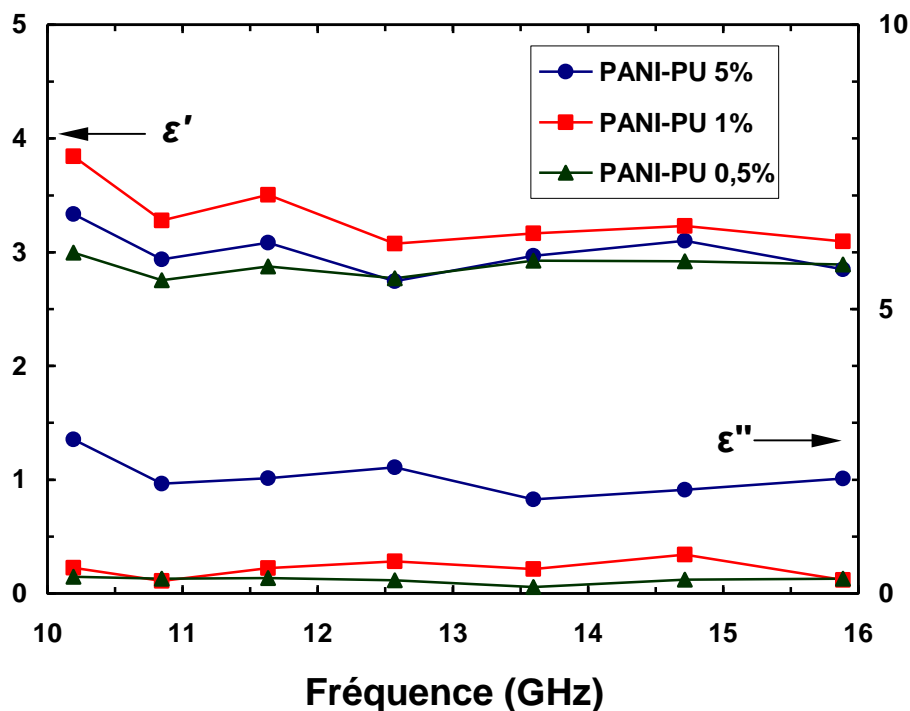 5
4
3
2
1
0
10
5
0
PANI-PU 5%
PANI-PU 1%
PANI-PU 0,5%
ε′
ε"
10 11 12 13 14 15 16
Fréquence (GHz)